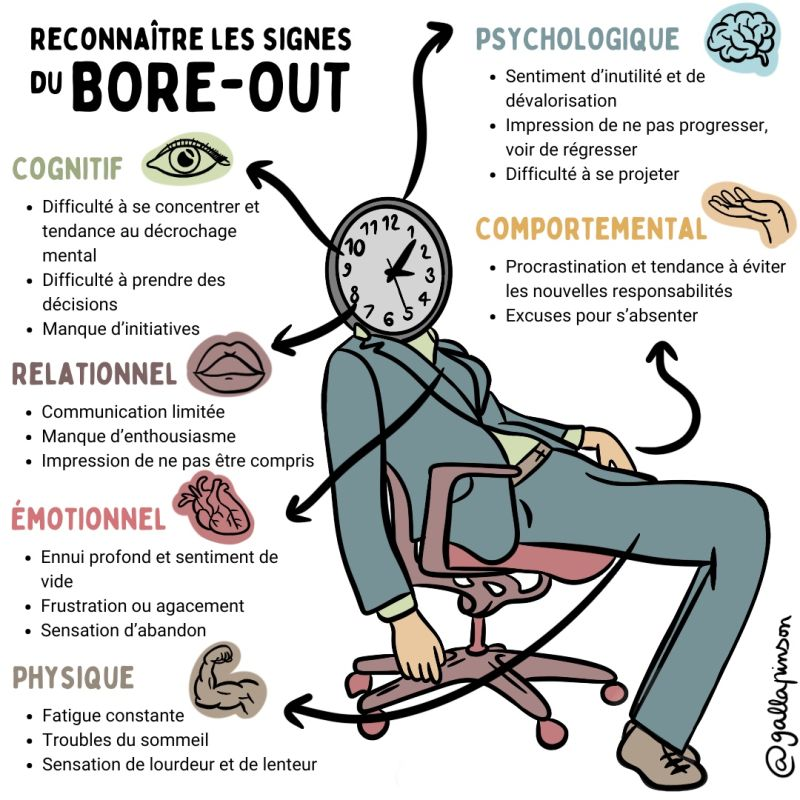 RECONNAÎTRE LES SIGNES
DU BORE-OUT
COGNITIF
• Difficulté à se concentrer et
tendance au décrochage
mental
• Difficulté à prendre des
décisions
• Manque d'initiatives
RELATIONNEL
• Communication limitée
• Manque d'enthousiasme
• Impression de ne pas être compris
ÉMOTIONNEL
• Ennui profond et sentiment de
vide
• Frustration ou agacement
• Sensation d'abandon
PHYSIQUE
• Fatigue constante
• Troubles du sommeil
• Sensation de lourdeur et de lenteur
PSYCHOLOGIQUE
• Sentiment d'inutilité et de
dévalorisation
• Impression de ne pas progresser,
voir de régresser
• Difficulté à se projeter
COMPORTEMENTAL
• Procrastination et tendance à éviter
les nouvelles responsabilités
• Excuses pour s'absenter
12
1
2
3
4
5
6
7
8
9
10
11
@gallapinson